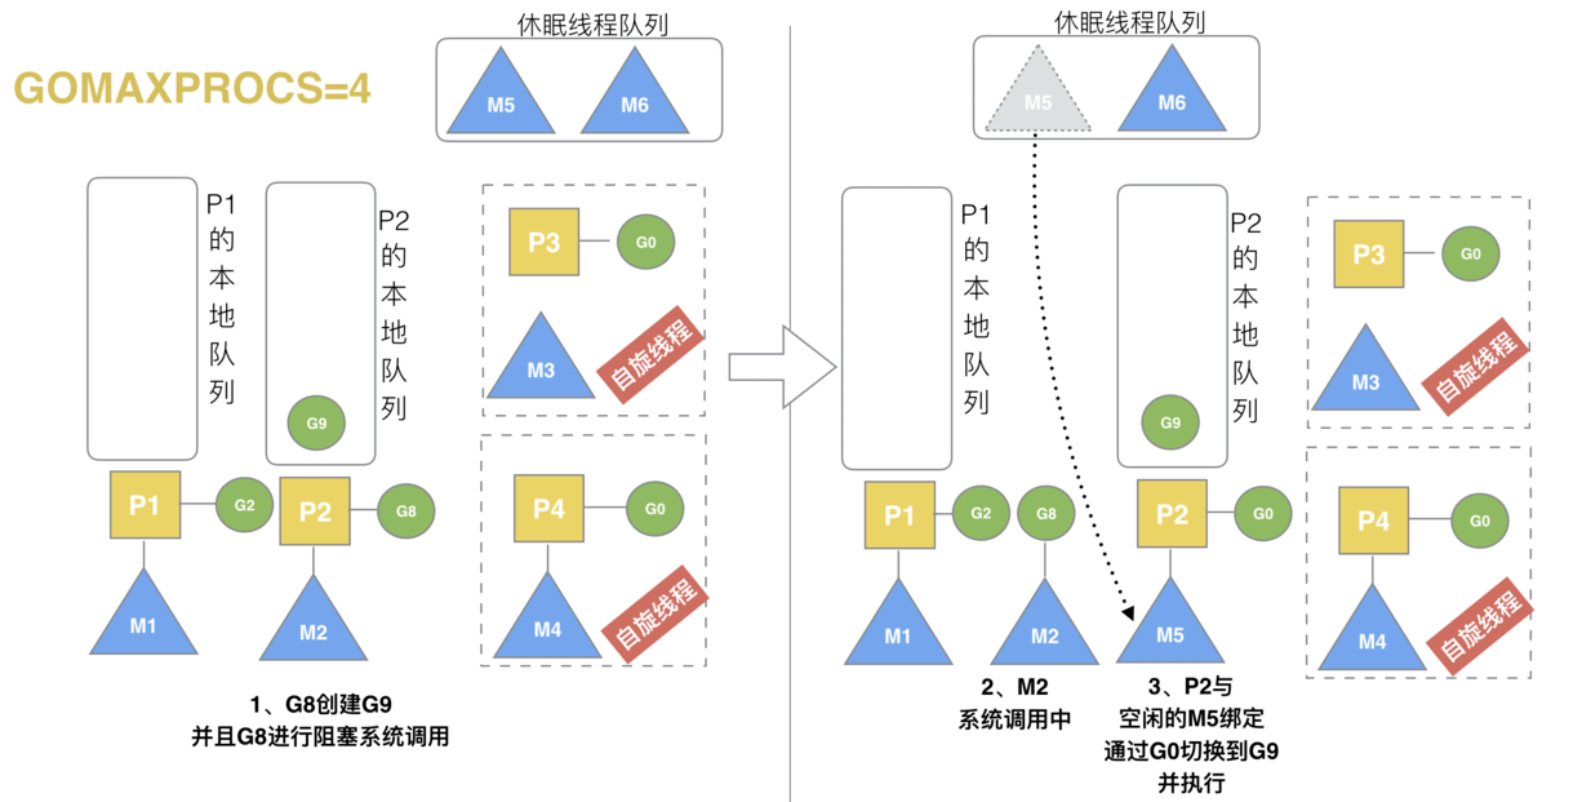 GOMAXPROCS=4
休眠线程队列
M5
M6
P1的本地队列
P2的本地队列
G9
P1
G2
P2
G8
M1
M2
P3
G0
M3
自旋线程
P4
G0
M4
自旋线程
1、G8创建G9
并且G8进行阻塞系统调用
休眠线程队列
M5
M6
P1的本地队列
P2的本地队列
G9
P1
G2
G8
P2
G0
M1
M2
M5
P3
G0
M3
自旋线程
P4
G0
M4
自旋线程
2、M2
系统调用中
3、P2与
空闲的M5绑定
通过G0切换到G9
并执行